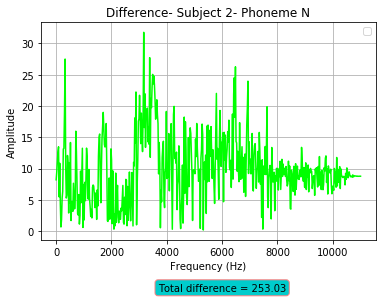 Difference- Subject 2- Phoneme N
Amplitude
30
25
20
15
10
5
0
0 2000 4000 6000 8000 10000
Frequency (Hz)
Total difference = 253.03